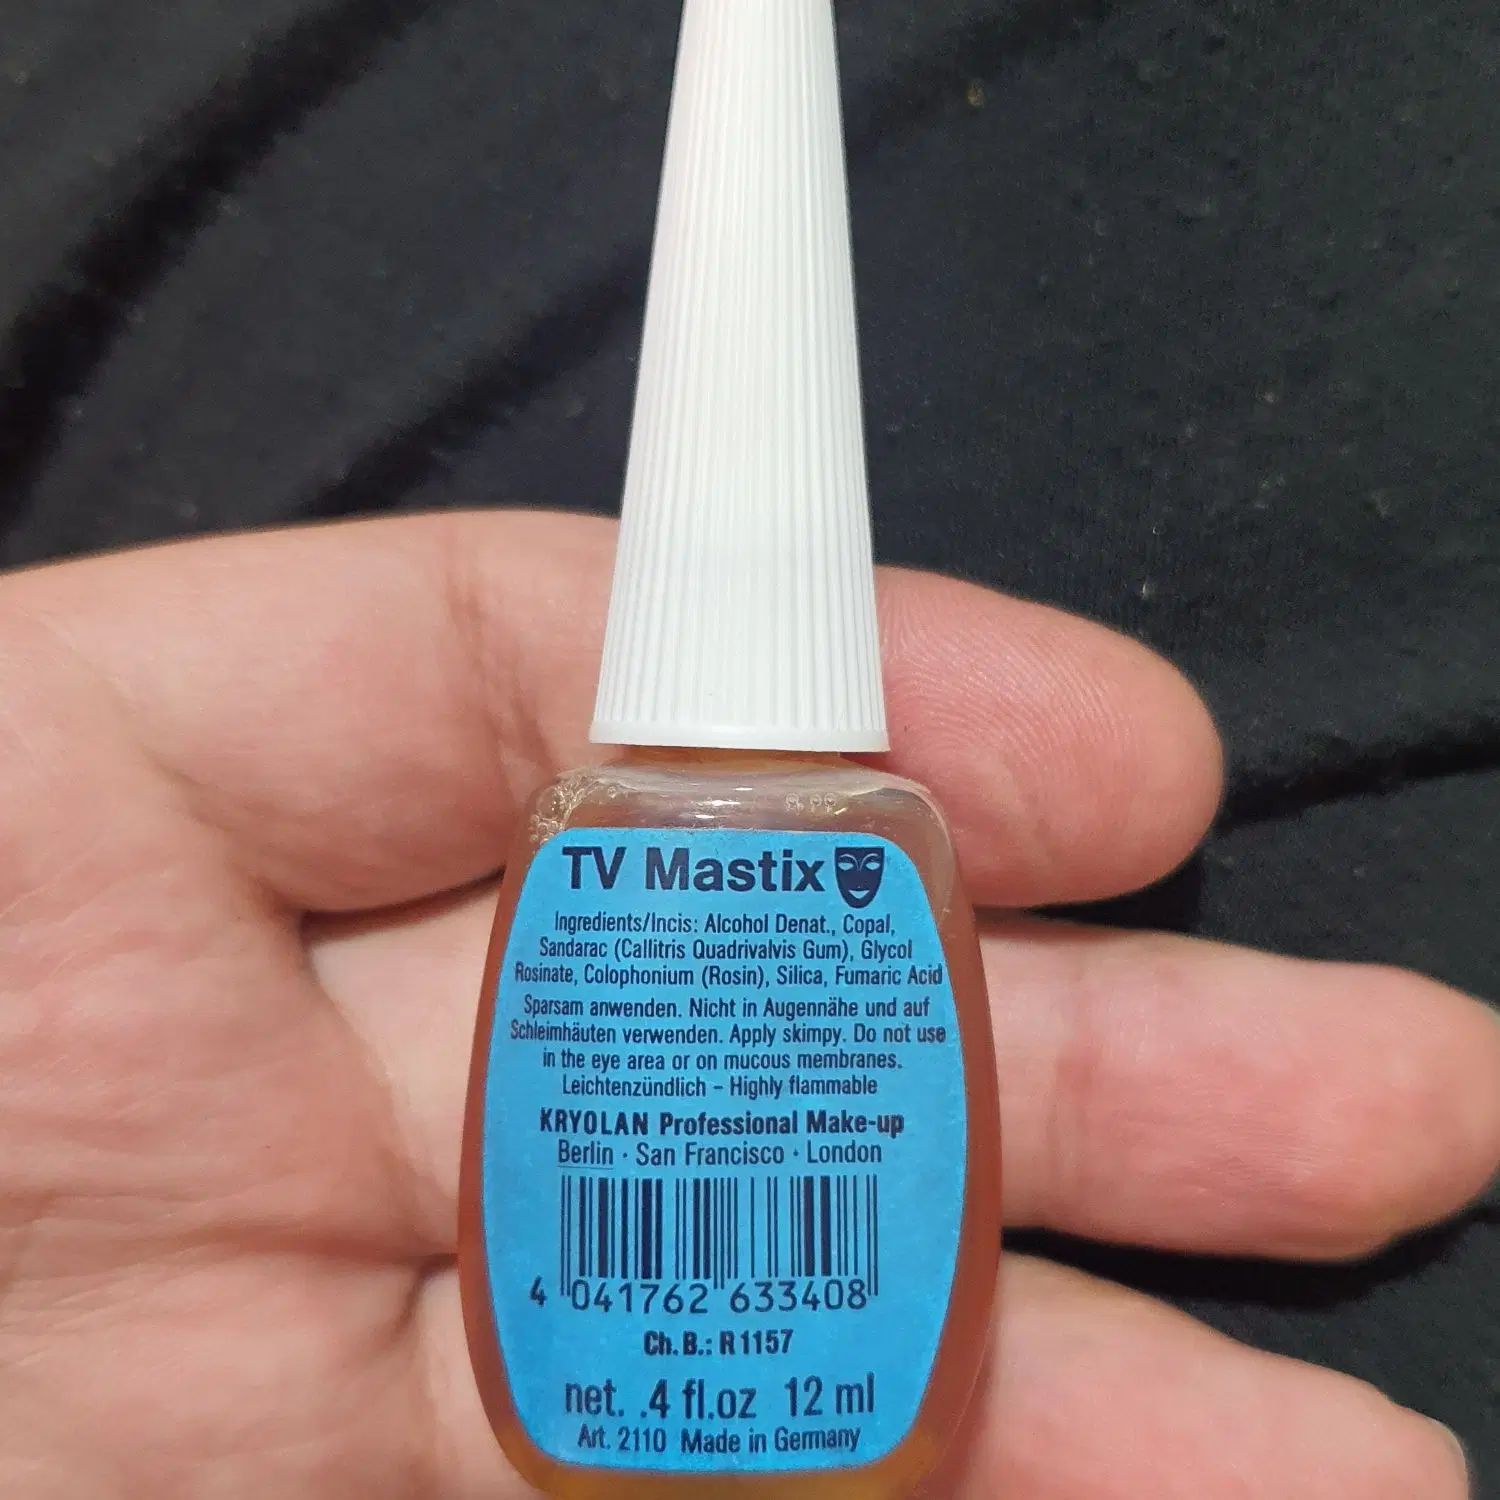 TV Mastix
Ingredients/Incis: Alcohol Denat., Copal,
Sandarac (Callitris Quadrivalvis Gum), Glycol
Rosinate, Colophonium (Rosin), Silica, Fumaric Acid
Sparsam anwenden. Nicht in Augennähe und auf
Schleimhäuten verwenden. Apply skimpy. Do not use
in the eye area or on mucous membranes.
Leichtenzündlich – Highly flammable
KRYOLAN Professional Make-up
Berlin · San Francisco · London
4 041762 633408
Ch. B.: R 1157
net. .4 fl.oz 12 ml
Art. 2110 Made in Germany